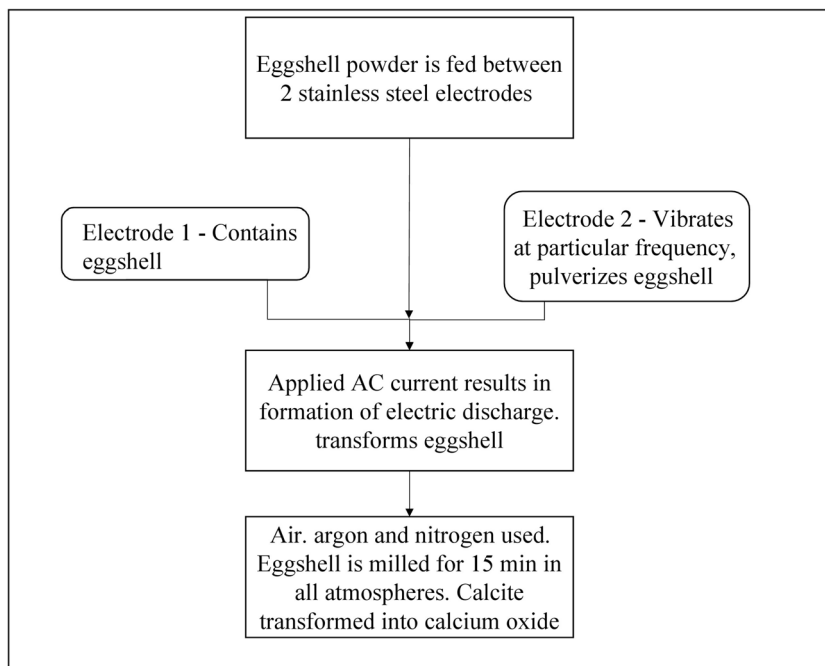 Eggshell powder is fed between
2 stainless steel electrodes
Electrode 1 - Contains
eggshell
Electrode 2 - Vibrates
at particular frequency,
pulverizes eggshell
Applied AC current results in
formation of electric discharge.
transforms eggshell
Air. argon and nitrogen used.
Eggshell is milled for 15 min in
all atmospheres. Calcite
transformed into calcium oxide